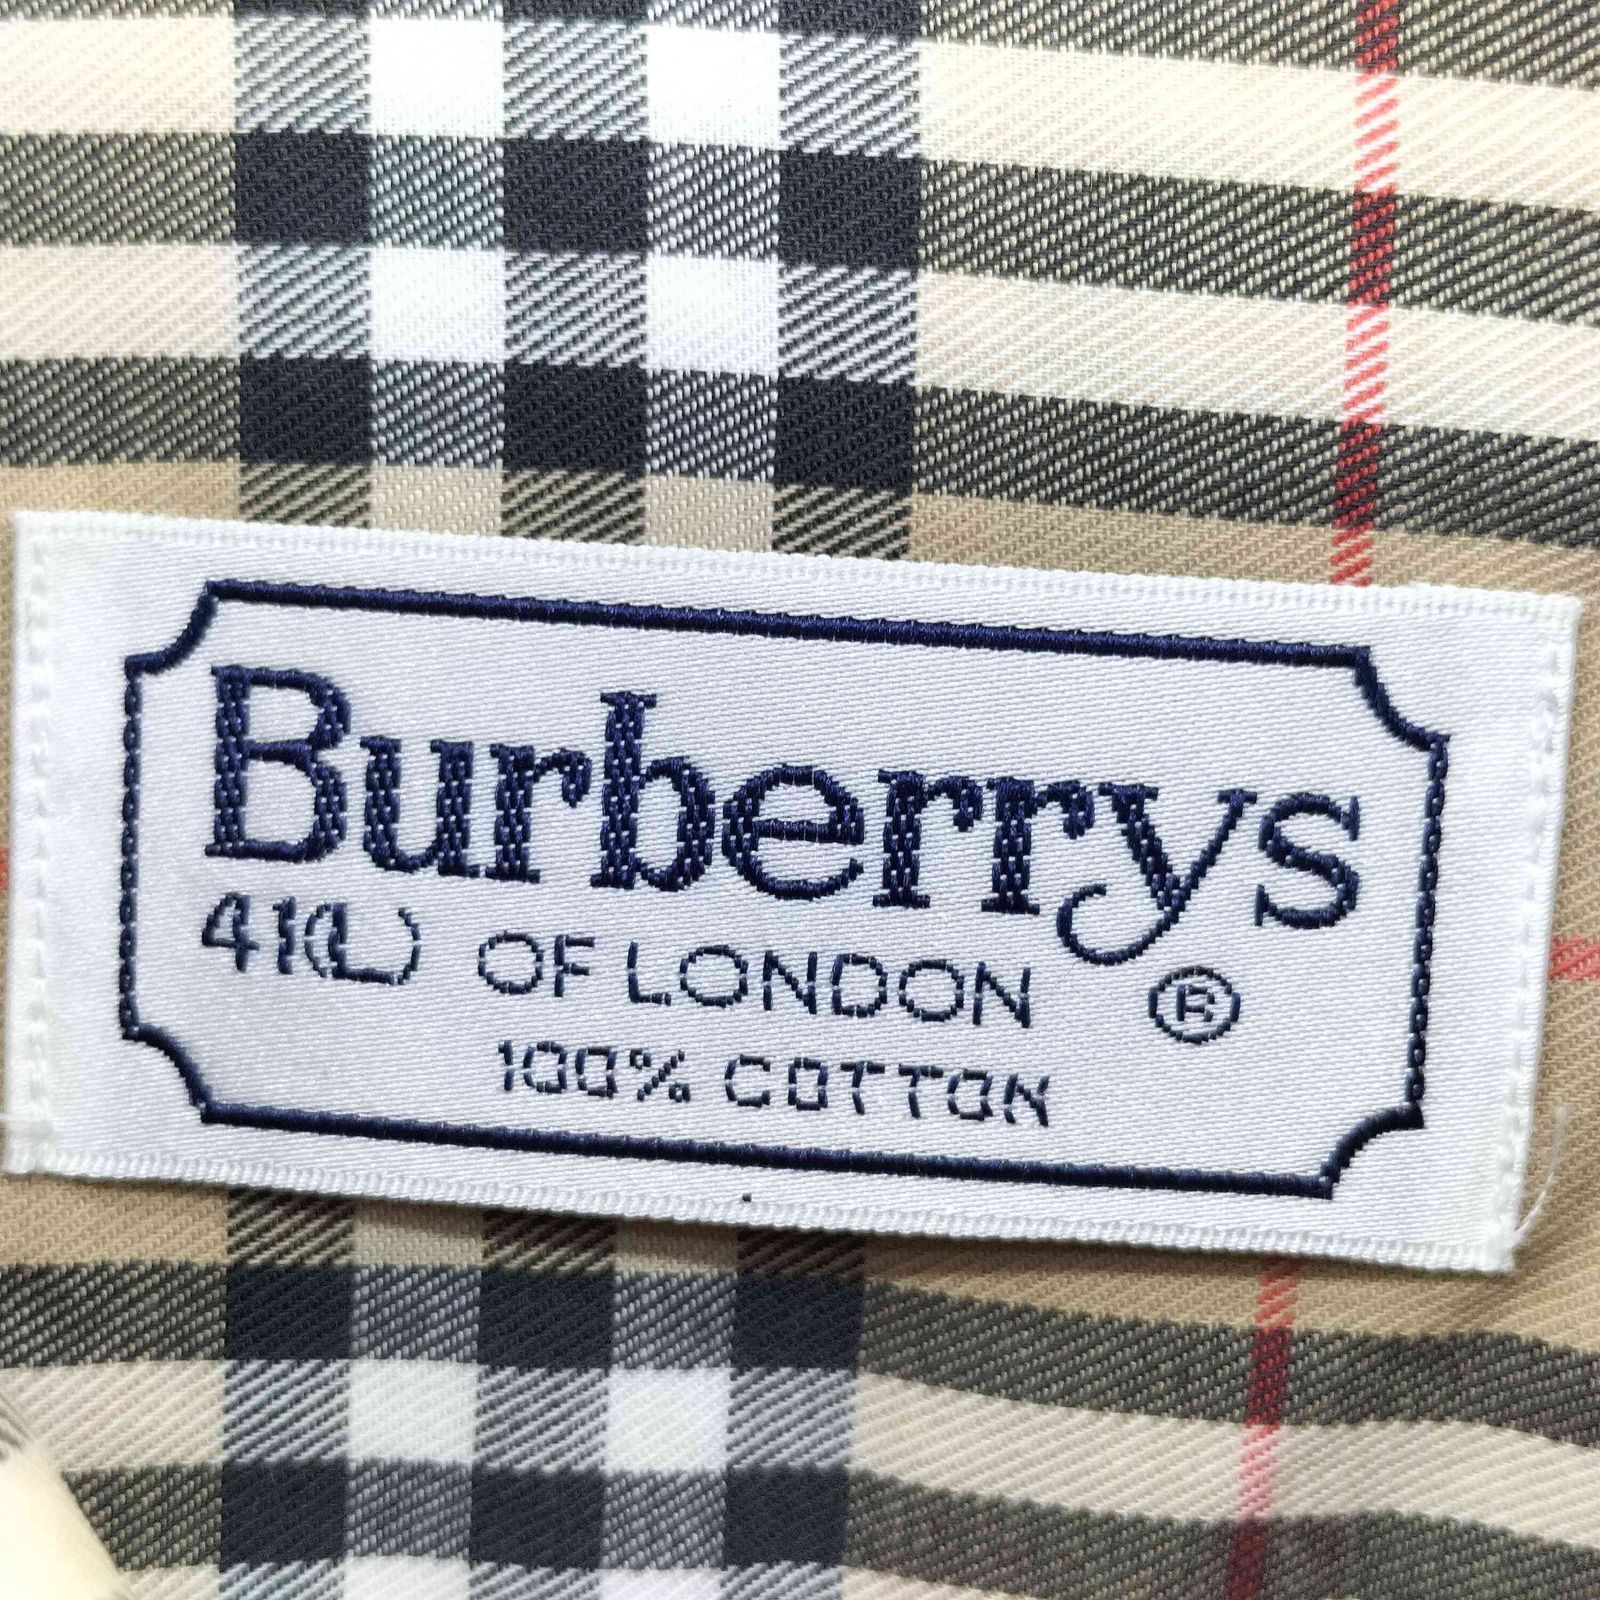 Burberrys
41(L) OF LONDON ®
100% COTTON